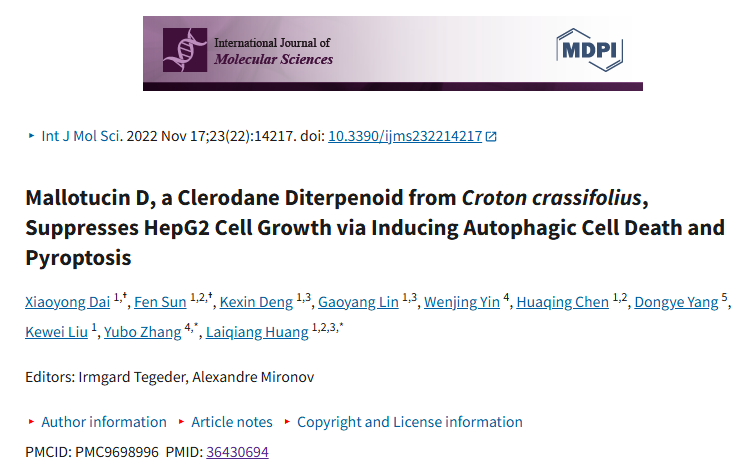 International Journal of
Molecular Sciences
MDPI
‣ Int J Mol Sci. 2022 Nov 17;23(22):14217. doi: 10.3390/ijms232214217
Mallotucin D, a Clerodane Diterpenoid from Croton crassifolius,
Suppresses HepG2 Cell Growth via Inducing Autophagic Cell Death and
Pyroptosis
Xiaoyong Dai 1,†, Fen Sun 1,2,†, Kexin Deng 1,3, Gaoyang Lin 1,3, Wenjing Yin 4, Huaqing Chen 1,2, Dongye Yang 5,
Kewei Liu 1, Yubo Zhang 4,*, Laiqiang Huang 1,2,3,*
Editors: Irmgard Tegeder, Alexandre Mironov
‣ Author information ‣ Article notes ‣ Copyright and License information
PMCID: PMC9698996 PMID: 36430694